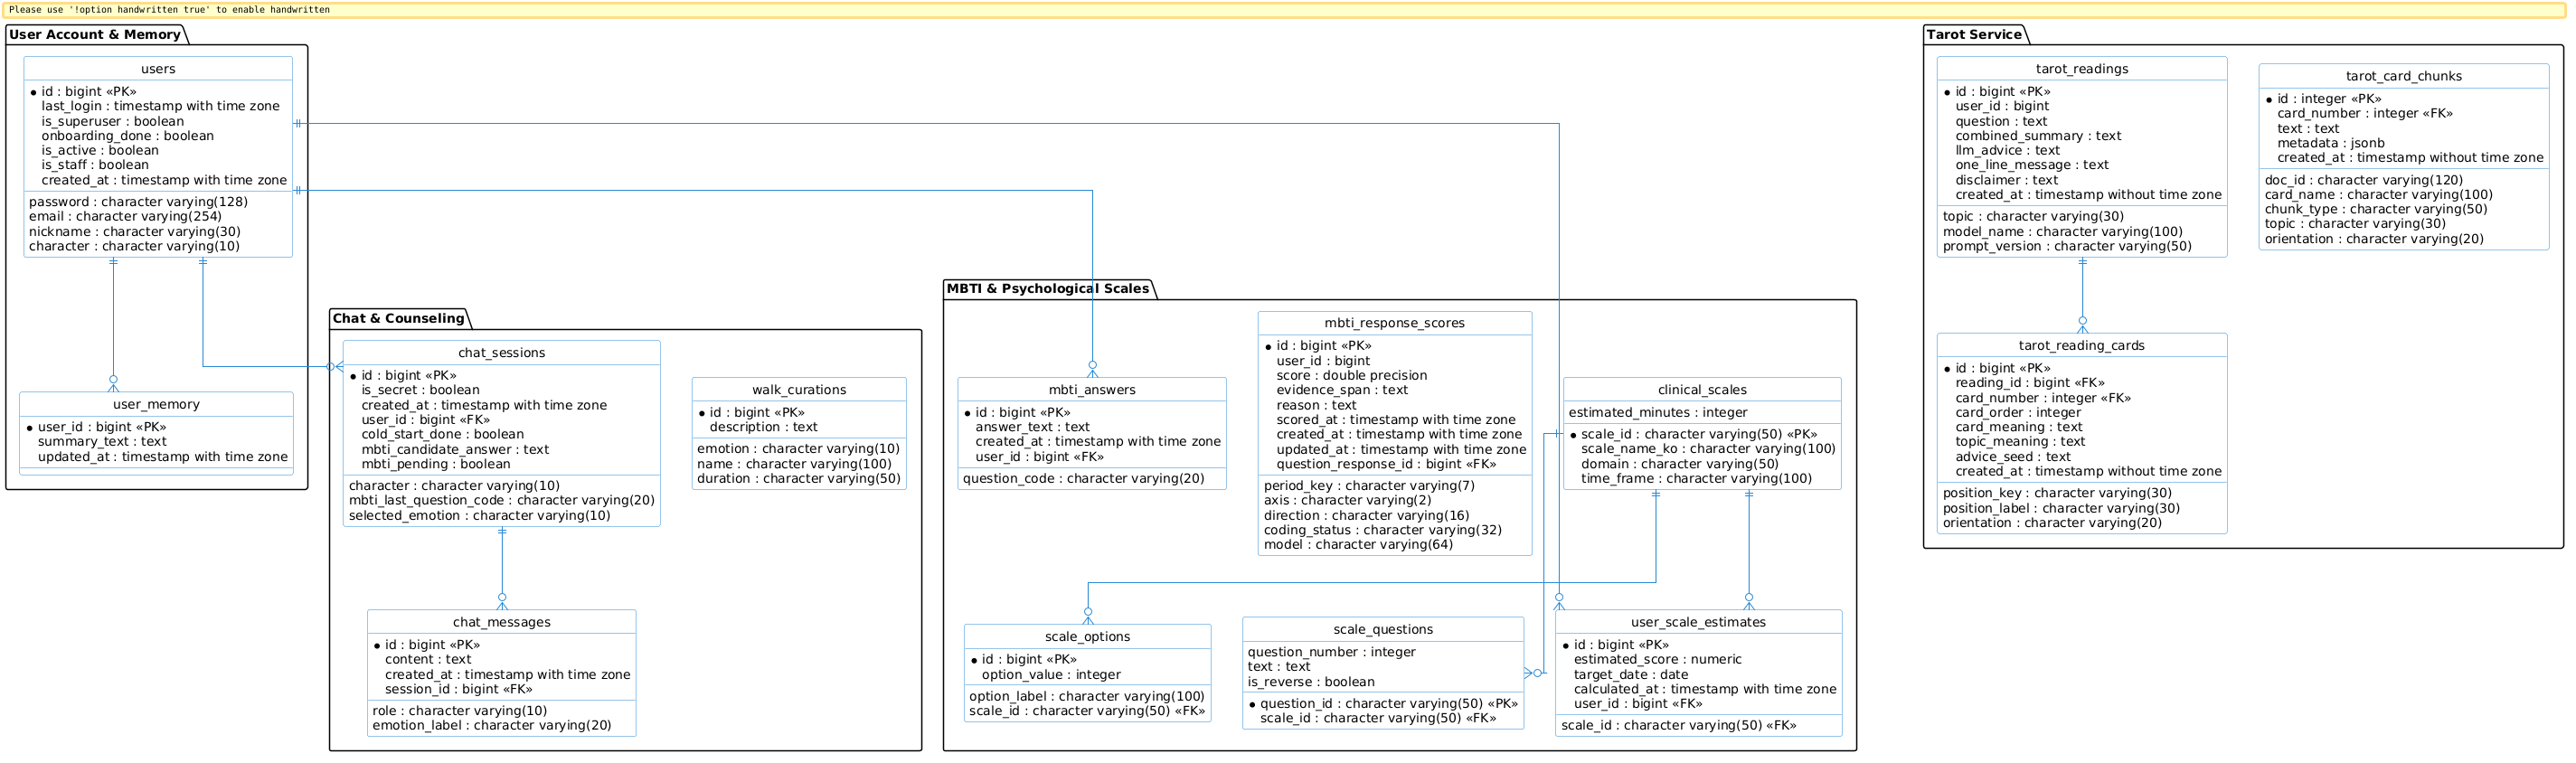 Please use '!option handwritten true' to enable handwritten
User Account & Memory
users
id : bigint «PK»
last_login : timestamp with time zone
is_superuser : boolean
onboarding_done : boolean
is_active : boolean
is_staff : boolean
created_at : timestamp with time zone
password : character varying(128)
email : character varying(254)
nickname : character varying(30)
character : character varying(10)
user_memory
user_id : bigint «PK»
summary_text : text
updated_at : timestamp with time zone
Chat & Counseling
chat_sessions
id : bigint «PK»
is_secret : boolean
created_at : timestamp with time zone
user_id : bigint «FK»
cold_start_done : boolean
mbti_candidate_answer : text
mbti_pending : boolean
character : character varying(10)
mbti_last_question_code : character varying(20)
selected_emotion : character varying(10)
walk_curations
id : bigint «PK»
description : text
emotion : character varying(10)
name : character varying(100)
duration : character varying(50)
chat_messages
id : bigint «PK»
content : text
created_at : timestamp with time zone
session_id : bigint «FK»
role : character varying(10)
emotion_label : character varying(20)
MBTI & Psychological Scales
mbti_answers
id : bigint «PK»
answer_text : text
created_at : timestamp with time zone
user_id : bigint «FK»
question_code : character varying(20)
mbti_response_scores
id : bigint «PK»
user_id : bigint
score : double precision
evidence_span : text
reason : text
scored_at : timestamp with time zone
created_at : timestamp with time zone
updated_at : timestamp with time zone
question_response_id : bigint «FK»
period_key : character varying(7)
axis : character varying(2)
direction : character varying(16)
coding_status : character varying(32)
model : character varying(64)
clinical_scales
estimated_minutes : integer
scale_id : character varying(50) «PK»
scale_name_ko : character varying(100)
domain : character varying(50)
time_frame : character varying(100)
scale_options
id : bigint «PK»
option_value : integer
option_label : character varying(100)
scale_id : character varying(50) «FK»
scale_questions
question_number : integer
text : text
is_reverse : boolean
question_id : character varying(50) «PK»
scale_id : character varying(50) «FK»
user_scale_estimates
id : bigint «PK»
estimated_score : numeric
target_date : date
calculated_at : timestamp with time zone
user_id : bigint «FK»
scale_id : character varying(50) «FK»
Tarot Service
tarot_readings
id : bigint «PK»
user_id : bigint
question : text
combined_summary : text
llm_advice : text
one_line_message : text
disclaimer : text
created_at : timestamp without time zone
topic : character varying(30)
model_name : character varying(100)
prompt_version : character varying(50)
tarot_card_chunks
id : integer «PK»
card_number : integer «FK»
text : text
metadata : jsonb
created_at : timestamp without time zone
doc_id : character varying(120)
card_name : character varying(100)
chunk_type : character varying(50)
topic : character varying(30)
orientation : character varying(20)
tarot_reading_cards
id : bigint «PK»
reading_id : bigint «FK»
card_number : integer «FK»
card_order : integer
card_meaning : text
topic_meaning : text
advice_seed : text
created_at : timestamp without time zone
position_key : character varying(30)
position_label : character varying(30)
orientation : character varying(20)